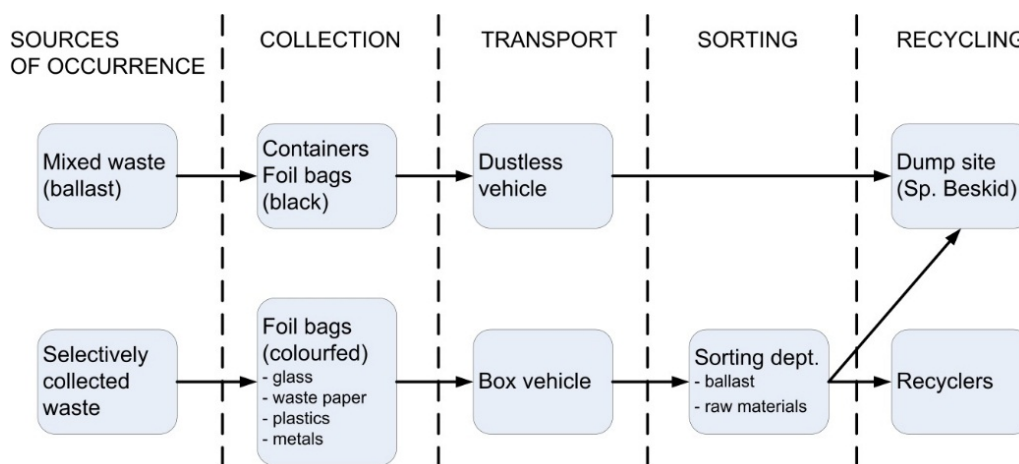 SOURCES
OF OCCURRENCE
COLLECTION
TRANSPORT
SORTING
RECYCLING
Mixed waste
(ballast)
Containers
Foil bags
(black)
Dustless
vehicle
Dump site
(Sp. Beskid)
Selectively
collected
waste
Foil bags
(colourfed)
- glass
- waste paper
- plastics
- metals
Box vehicle
Sorting dept.
- ballast
- raw materials
Recyclers